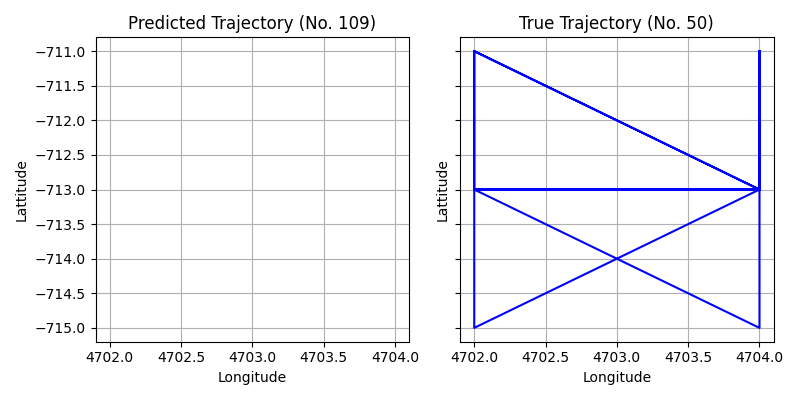 Predicted Trajectory (No. 109)
True Trajectory (No. 50)
−711.0
−711.5
−712.0
−712.5
−713.0
−713.5
−714.0
−714.5
−715.0
Lattitude
Lattitude
4702.0 4702.5 4703.0 4703.5 4704.0
4702.0 4702.5 4703.0 4703.5 4704.0
Longitude
Longitude